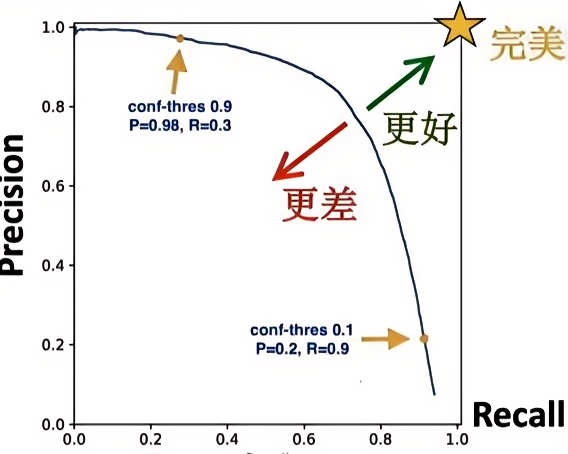 1.0
完美
conf-thres 0.9
P=0.98, R=0.3
0.8
更好
Precision
0.6
更差
0.4
conf-thres 0.1
P=0.2, R=0.9
0.2
0.0
Recall
0.0 0.2 0.4 0.6 0.8 1.0